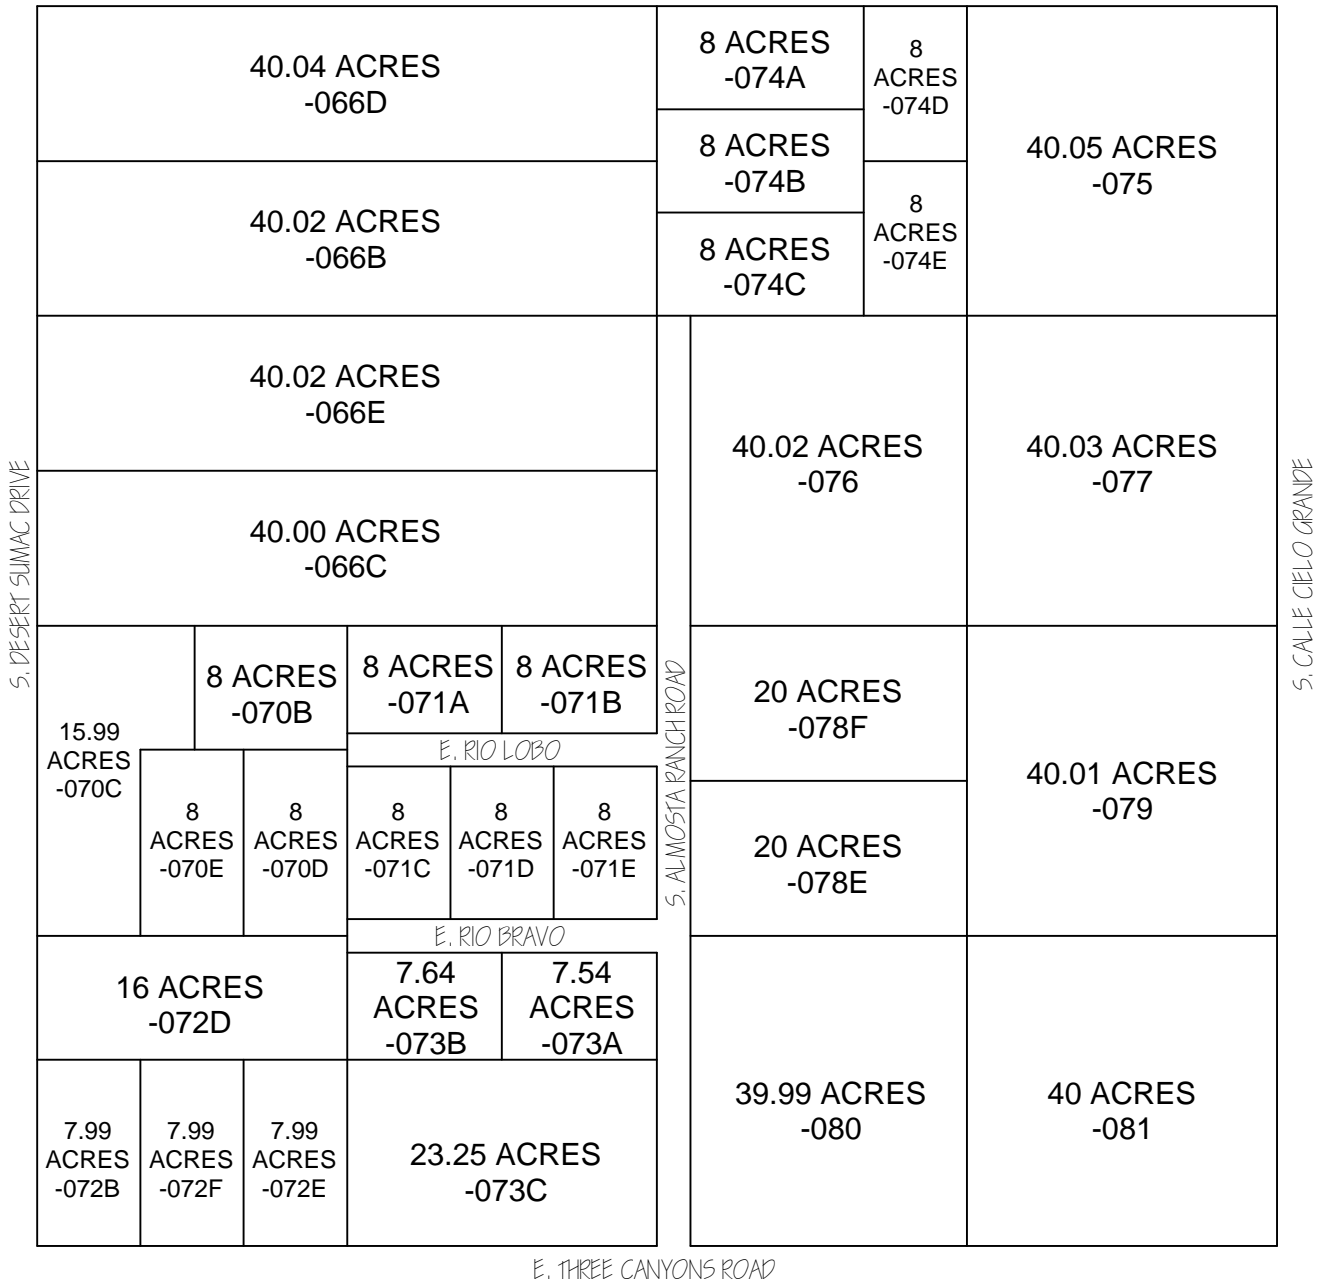 40.04 ACRES
-066D
8 ACRES
-074A
8
ACRES
-074D
40.05 ACRES
-075
8 ACRES
-074B
40.02 ACRES
-066B
8
ACRES
-074E
8 ACRES
-074C
40.02 ACRES
-066E
40.02 ACRES
-076
40.03 ACRES
-077
S. DESERT SUMAC DRIVE
S. CALLE CIELO GRANDE
40.00 ACRES
-066C
15.99
ACRES
-070C
8 ACRES
-070B
8 ACRES
-071A
8 ACRES
-071B
E. RIO LOBO
S. ALMOSTA RANCH ROAD
20 ACRES
-078F
40.01 ACRES
-079
8
ACRES
-070E
8
ACRES
-070D
8
ACRES
-071C
8
ACRES
-071D
8
ACRES
-071E
20 ACRES
-078E
E. RIO BRAVO
16 ACRES
-072D
7.64
ACRES
-073B
7.54
ACRES
-073A
39.99 ACRES
-080
40 ACRES
-081
7.99
ACRES
-072B
7.99
ACRES
-072F
7.99
ACRES
-072E
23.25 ACRES
-073C
E. THREE CANYONS ROAD